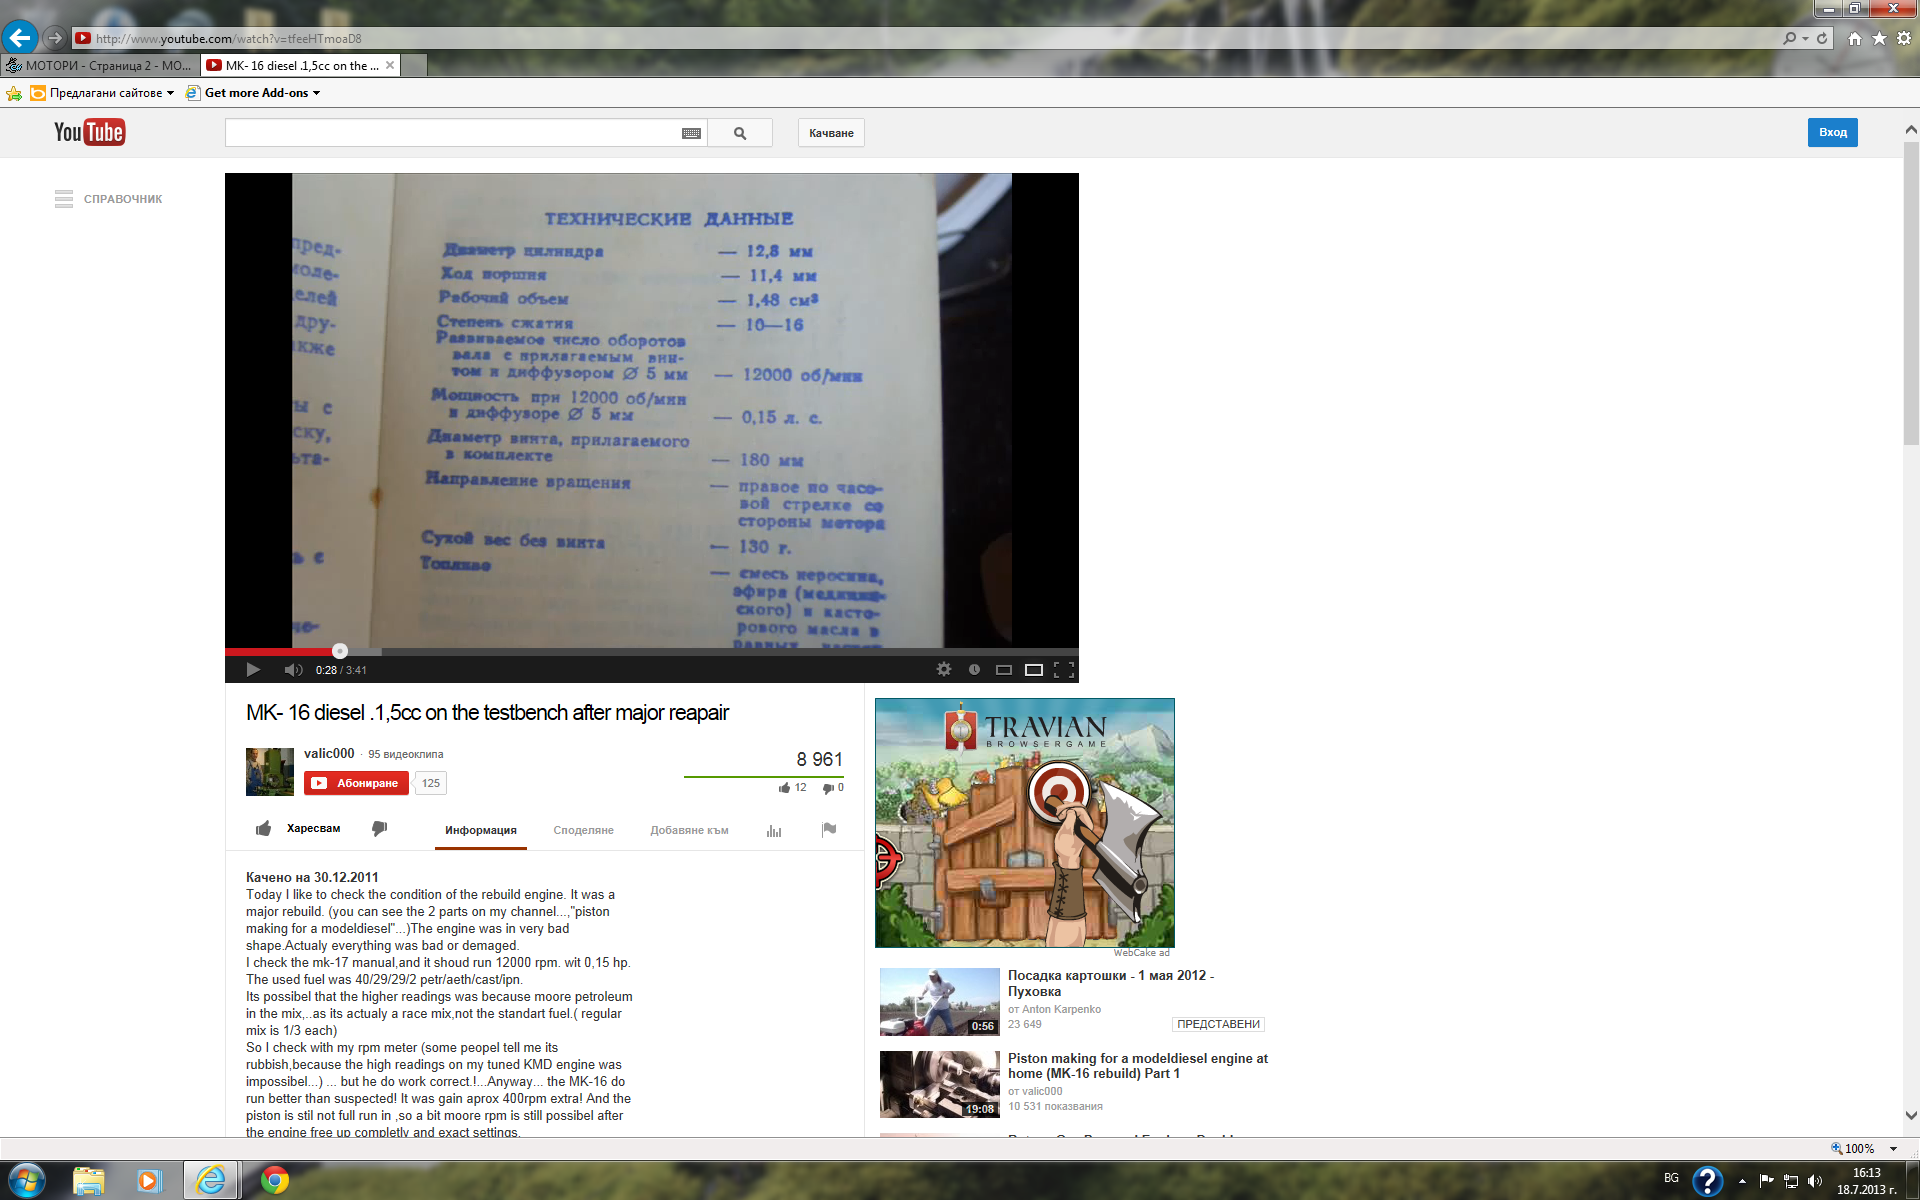 http://www.youtube.com/watch?v=tfeeHTmoaD8
МОТОРИ - Страница 2 - МО...
MK- 16 diesel .1,5cc on the ...
Предлагани сайтове
Get more Add-ons
YouTube
Качване
Вход
СПРАВОЧНИК
ТЕХНИЧЕСКИЕ ДАННЫЕ
Диаметр цилиндра — 12,8 мм
Ход поршня — 11,4 мм
Рабочий объем — 1,48 см³
Степень сжатия — 10—16
Развиваемое число оборотов
вала с прилагаемым вин-
том и диффузором ∅ 5 мм — 12000 об/мин
Мощность при 12000 об/мин
и диффузоре ∅ 5 мм — 0,15 л. с.
Диаметр винта, прилагаемого
в комплекте — 180 мм
Направление вращения — правое по часо-
вой стрелке со
стороны мотора
Сухой вес без винта — 130 г.
Топливо — смесь керосина,
эфира (медицин-
ского) и касто-
рового масла в
пред-
моле-
елей
дру-
кже
ы с
ску,
ьта-
ь с
0:28 / 3:41
MK- 16 diesel .1,5cc on the testbench after major reapair
valic000 · 95 видеоклипа
8 961
Абониране 125
12 0
Харесвам
Информация
Споделяне
Добавяне към
Качено на 30.12.2011
Today I like to check the condition of the rebuild engine. It was a
major rebuild. (you can see the 2 parts on my channel...,"piston
making for a modeldiesel"...)The engine was in very bad
shape.Actualy everything was bad or demaged.
I check the mk-17 manual,and it shoud run 12000 rpm. wit 0,15 hp.
The used fuel was 40/29/29/2 petr/aeth/cast/ipn.
Its possibel that the higher readings was because moore petroleum
in the mix,..as its actualy a race mix,not the standart fuel.( regular
mix is 1/3 each)
So I check with my rpm meter (some peopel tell me its
rubbish,because the high readings on my tuned KMD engine was
impossibel...) ... but he do work correct.!...Anyway... the MK-16 do
run better than suspected! It was gain aprox 400rpm extra! And the
piston is stil not full run in ,so a bit moore rpm is still possibel after
the engine free up completly and exact settings.
TRAVIAN
BROWSERGAME
WebCake ad
Посадка картошки - 1 мая 2012 -
Пуховка
от Anton Karpenko
23 649
ПРЕДСТАВЕНИ
0:56
Piston making for a modeldiesel engine at
home (MK-16 rebuild) Part 1
от valic000
10 531 показвания
19:08
100%
BG
16:13
18.7.2013 г.